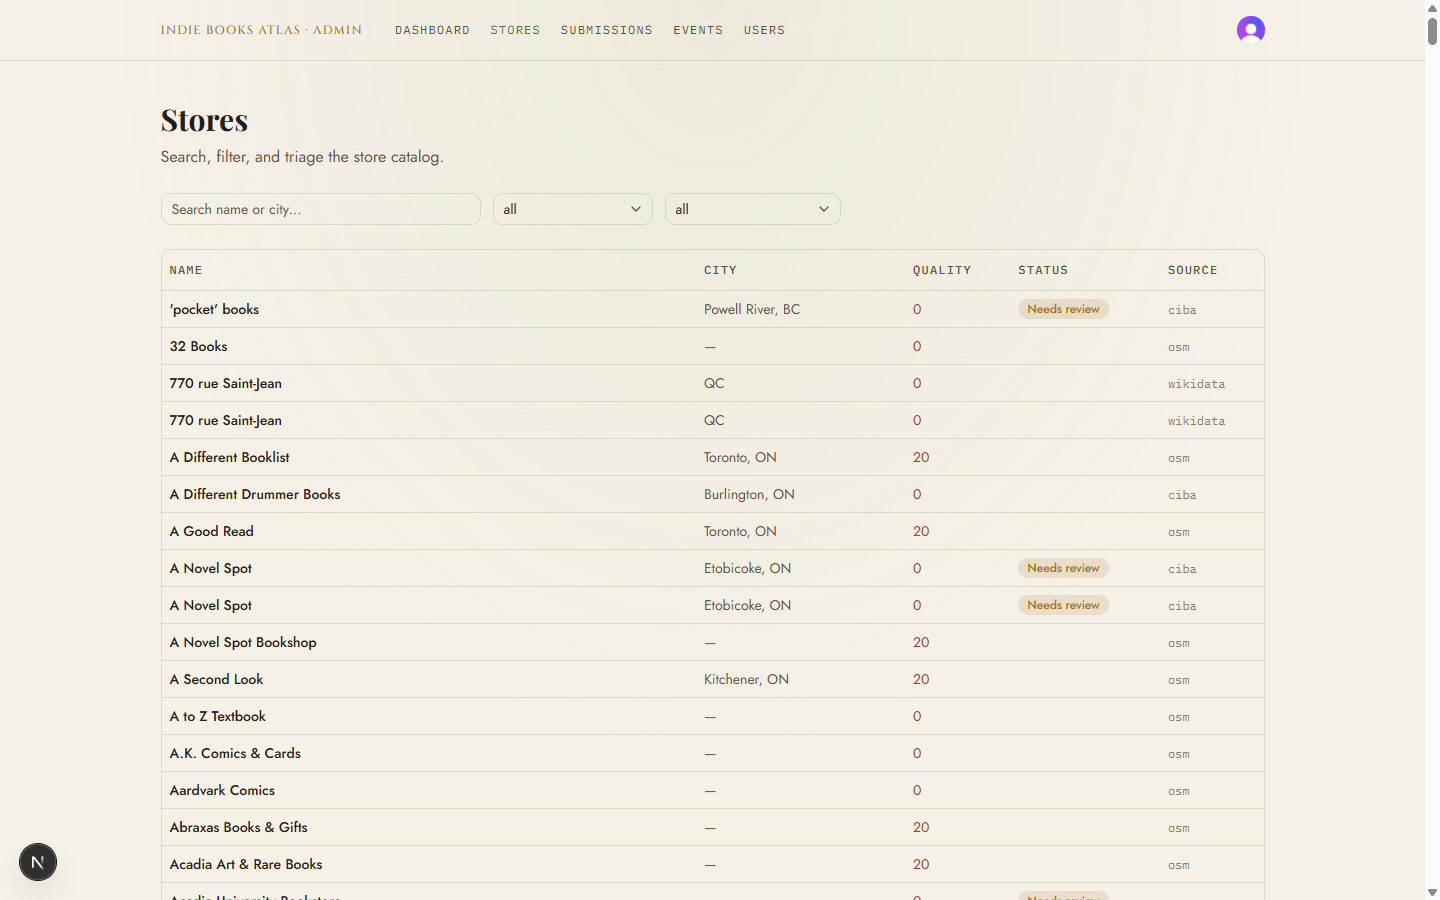 INDIE BOOKS ATLAS · ADMIN DASHBOARD STORES SUBMISSIONS EVENTS USERS
Stores
Search, filter, and triage the store catalog.
Search name or city... all all
NAME CITY QUALITY STATUS SOURCE
'pocket' books Powell River, BC 0 Needs review ciba
32 Books — 0 osm
770 rue Saint-Jean QC 0 wikidata
770 rue Saint-Jean QC 0 wikidata
A Different Booklist Toronto, ON 20 osm
A Different Drummer Books Burlington, ON 0 ciba
A Good Read Toronto, ON 20 osm
A Novel Spot Etobicoke, ON 0 Needs review ciba
A Novel Spot Etobicoke, ON 0 Needs review ciba
A Novel Spot Bookshop — 20 osm
A Second Look Kitchener, ON 20 osm
A to Z Textbook — 0 osm
A.K. Comics & Cards — 0 osm
Aardvark Comics — 0 osm
Abraxas Books & Gifts — 20 osm
Acadia Art & Rare Books — 20 osm
N